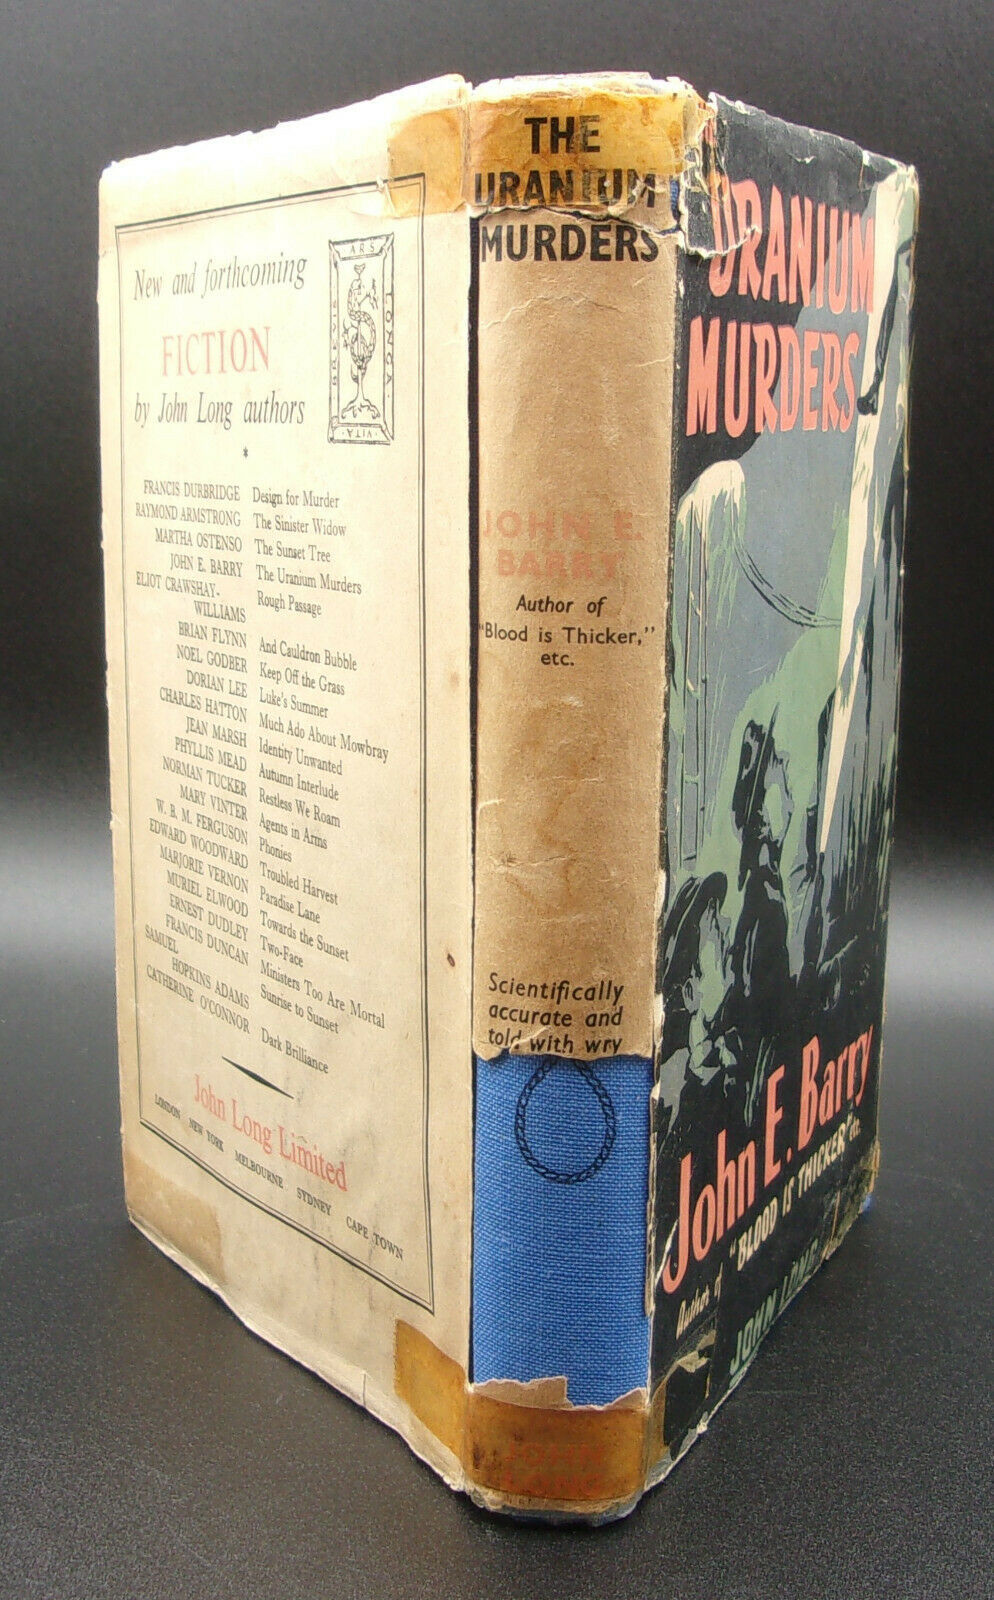 New and forthcoming
FICTION
by John Long authors
*
ARS
LONGA
VITA
BREVIS
FRANCIS DURBRIDGE Design for Murder
RAYMOND ARMSTRONG The Sinister Widow
MARTHA OSTENSO The Sunset Tree
JOHN E. BARRY The Uranium Murders
ELIOT CRAWSHAY-
WILLIAMS Rough Passage
BRIAN FLYNN And Cauldron Bubble
NOEL GODBER Keep Off the Grass
DORIAN LEE Luke's Summer
CHARLES HATTON Much Ado About Mowbray
JEAN MARSH Identity Unwanted
PHYLLIS MEAD Autumn Interlude
NORMAN TUCKER Restless We Roam
MARY VINTER Agents in Arms
W. B. M. FERGUSON Phonies
EDWARD WOODWARD Troubled Harvest
MARJORIE VERNON Paradise Lane
MURIEL ELWOOD Towards the Sunset
ERNEST DUDLEY Two-Face
FRANCIS DUNCAN Ministers Too Are Mortal
SAMUEL
HOPKINS ADAMS Sunrise to Sunset
CATHERINE O'CONNOR Dark Brilliance
John Long Limited
LONDON NEW YORK MELBOURNE SYDNEY CAPE TOWN
THE
URANIUM
MURDERS
JOHN E.
BARRY
Author of
"Blood is Thicker,"
etc.
Scientifically
accurate and
told with wry
JOHN
LONG
URANIUM
MURDERS
John E. Barry
Author of "BLOOD IS THICKER" etc.
JOHN LONG